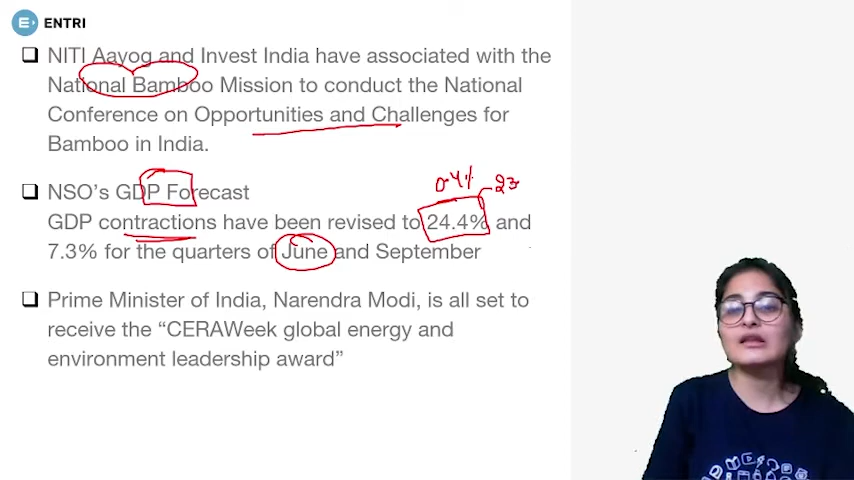 ENTRI
NITI Aayog and Invest India have associated with the
National Bamboo Mission to conduct the National
Conference on Opportunities and Challenges for
Bamboo in India.
NSO's GDP Forecast
0.4% 23
GDP contractions have been revised to 24.4% and
7.3% for the quarters of June and September
Prime Minister of India, Narendra Modi, is all set to
receive the “CERAWeek global energy and
environment leadership award”